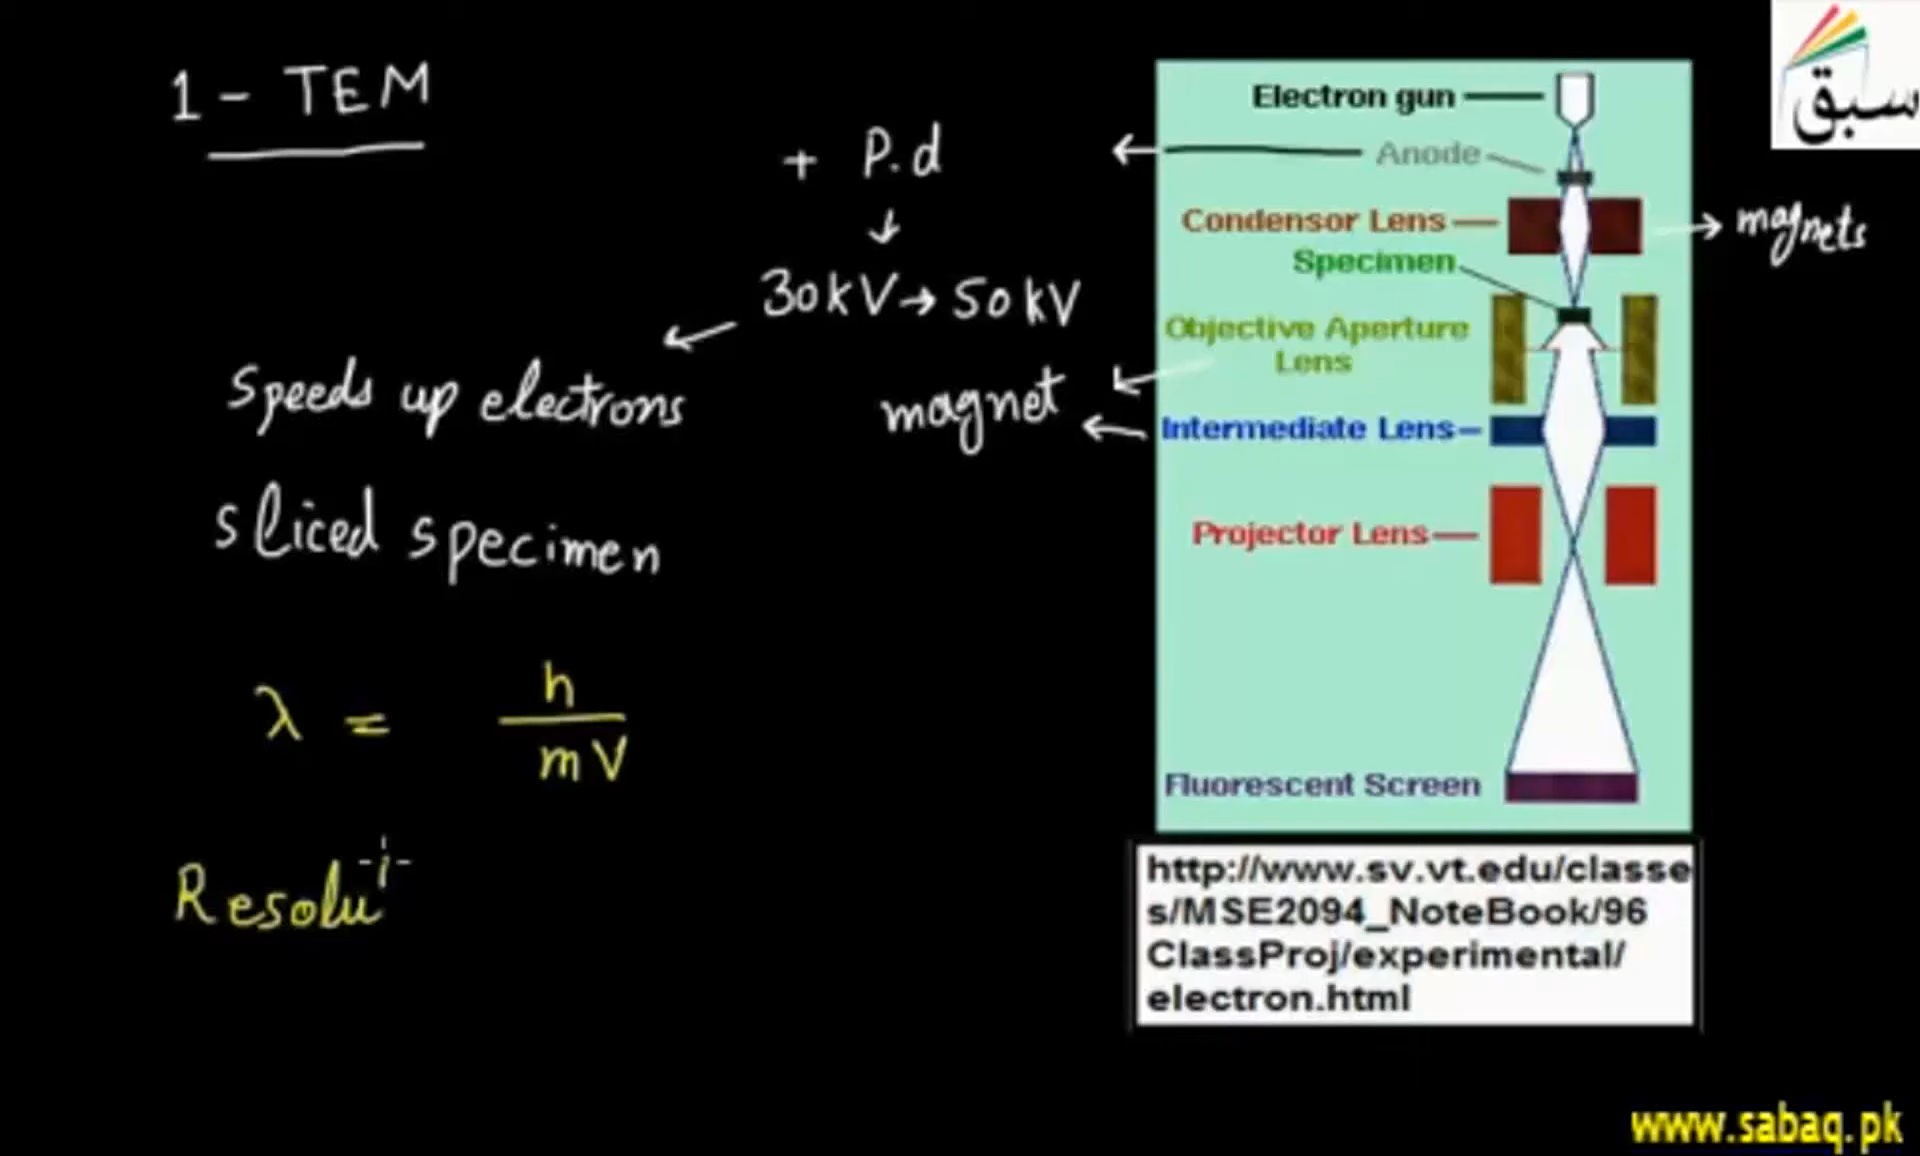 1 - TEM
+ P.d
↓
30kV → 50kV
speeds up electrons
magnet
sliced specimen
λ = h / mV
Resolu
Electron gun
Anode
Condensor Lens
magnets
Specimen
Objective Aperture
Lens
Intermediate Lens
Projector Lens
Fluorescent Screen
http://www.sv.vt.edu/classe
s/MSE2094_NoteBook/96
ClassProj/experimental/
electron.html
سبق
www.sabaq.pk